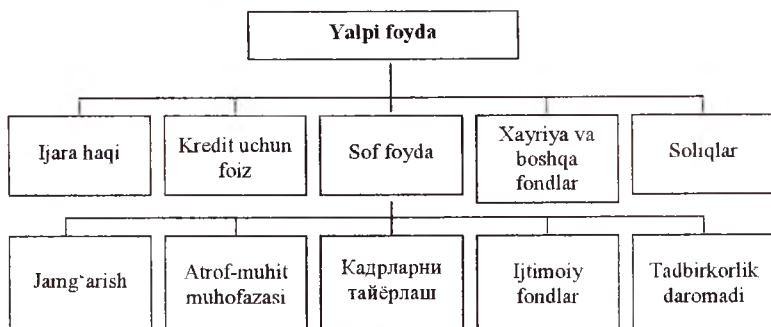 Yalpi foyda
Ijara haqi
Kredit uchun
foiz
Sof foyda
Xayriya va
boshqa
fondlar
Soliqlar
Jamg`arish
Atrof-muhit
muhofazasi
Кадрларни
тайёрлаш
Ijtimoiy
fondlar
Tadbirkorlik
daromadi